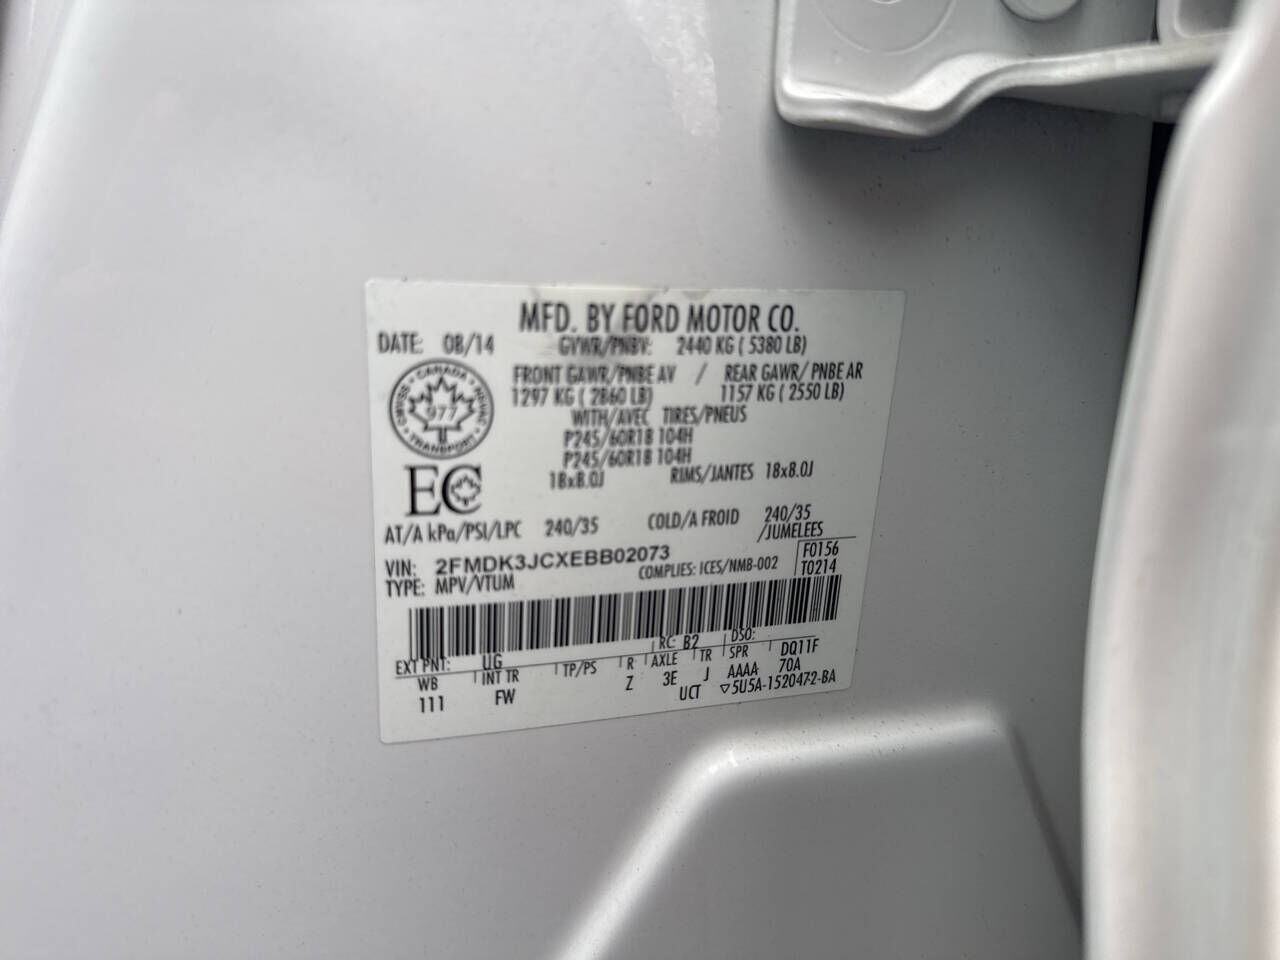 MFD. BY FORD MOTOR CO.
DATE: 08/14 GVWR/PNBV: 2440 KG ( 5380 LB)
FRONT GAWR/PNBE AV / REAR GAWR/ PNBE AR
1297 KG ( 2860 LB) 1157 KG ( 2550 LB)
WITH/AVEC TIRES/PNEUS
P245/60R18 104H
P245/60R18 104H
18x8.0J RIMS/JANTES 18x8.0J
CANADA
977
TRANSPORT
EC
AT/A kPa/PSI/LPC 240/35 COLD/A FROID 240/35
/JUMELEES
VIN: 2FMDK3JCXEBB02073 F0156
TYPE: MPV/VTUM COMPLIES: ICES/NMB-002 T0214
RC: B2 DSO:
EXT PNT: UG DQ11F
WB INT TR TP/PS R AXLE TR SPR
111 FW Z 3E J AAAA 70A
UCT ▽5U5A-1520472-BA